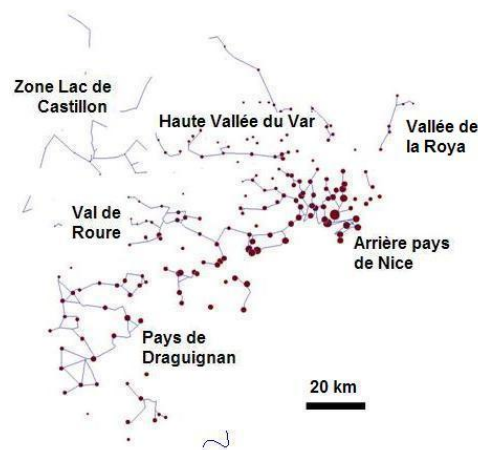 Zone Lac de
Castillon
Haute Vallée du Var
Vallée de
la Roya
Val de
Roure
Arrière pays
de Nice
Pays de
Draguignan
20 km